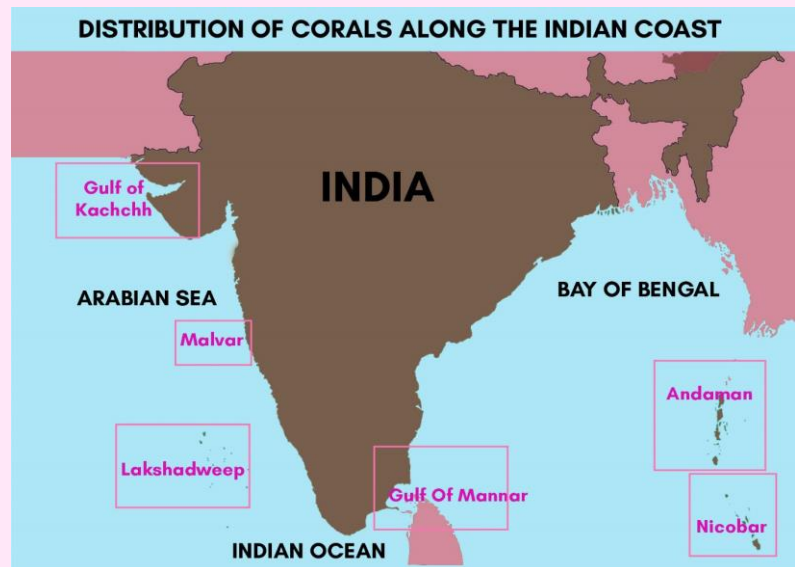 DISTRIBUTION OF CORALS ALONG THE INDIAN COAST
INDIA
Gulf of
Kachchh
ARABIAN SEA
BAY OF BENGAL
Malvar
Andaman
Lakshadweep
Gulf Of Mannar
Nicobar
INDIAN OCEAN